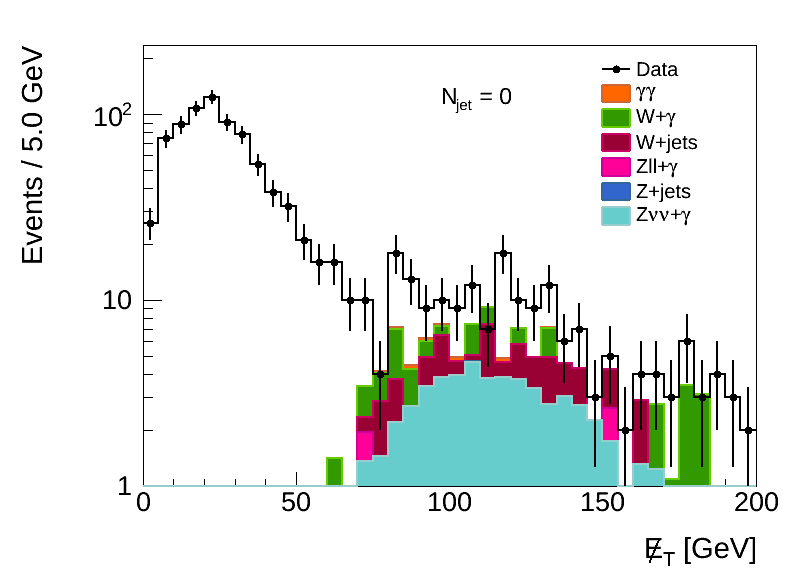 Events / 5.0 GeV
10²
10
1
N_jet = 0
Data
γγ
W+γ
W+jets
Zll+γ
Z+jets
Zνν+γ
0 50 100 150 200
E̸_T [GeV]